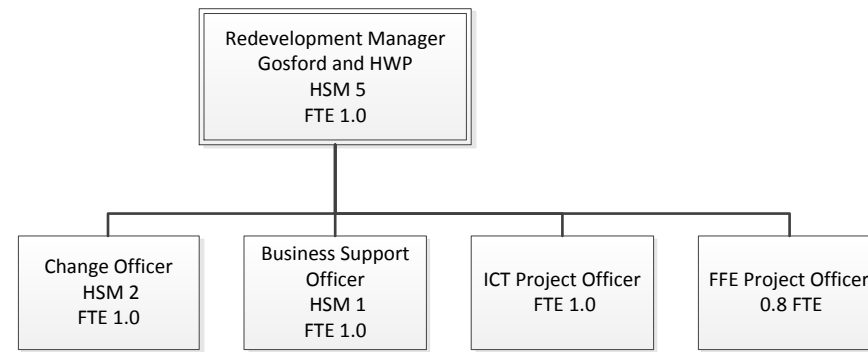 Redevelopment Manager
Gosford and HWP
HSM 5
FTE 1.0
Change Officer
HSM 2
FTE 1.0
Business Support
Officer
HSM 1
FTE 1.0
ICT Project Officer
FTE 1.0
FFE Project Officer
0.8 FTE